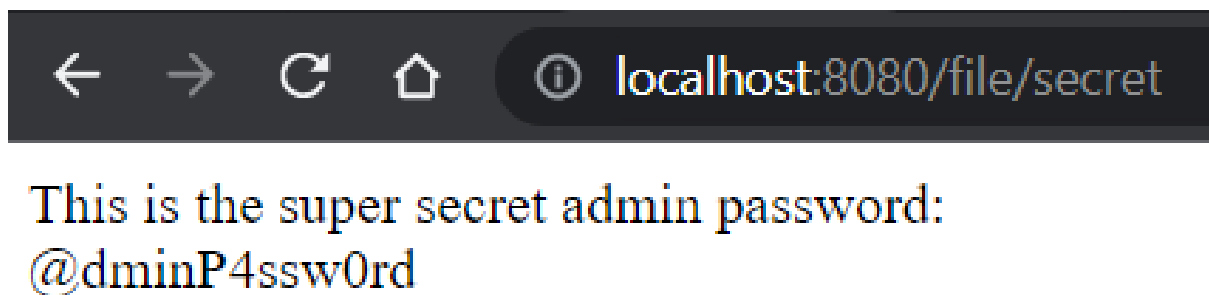 localhost:8080/file/secret
This is the super secret admin password:
@dminP4ssw0rd